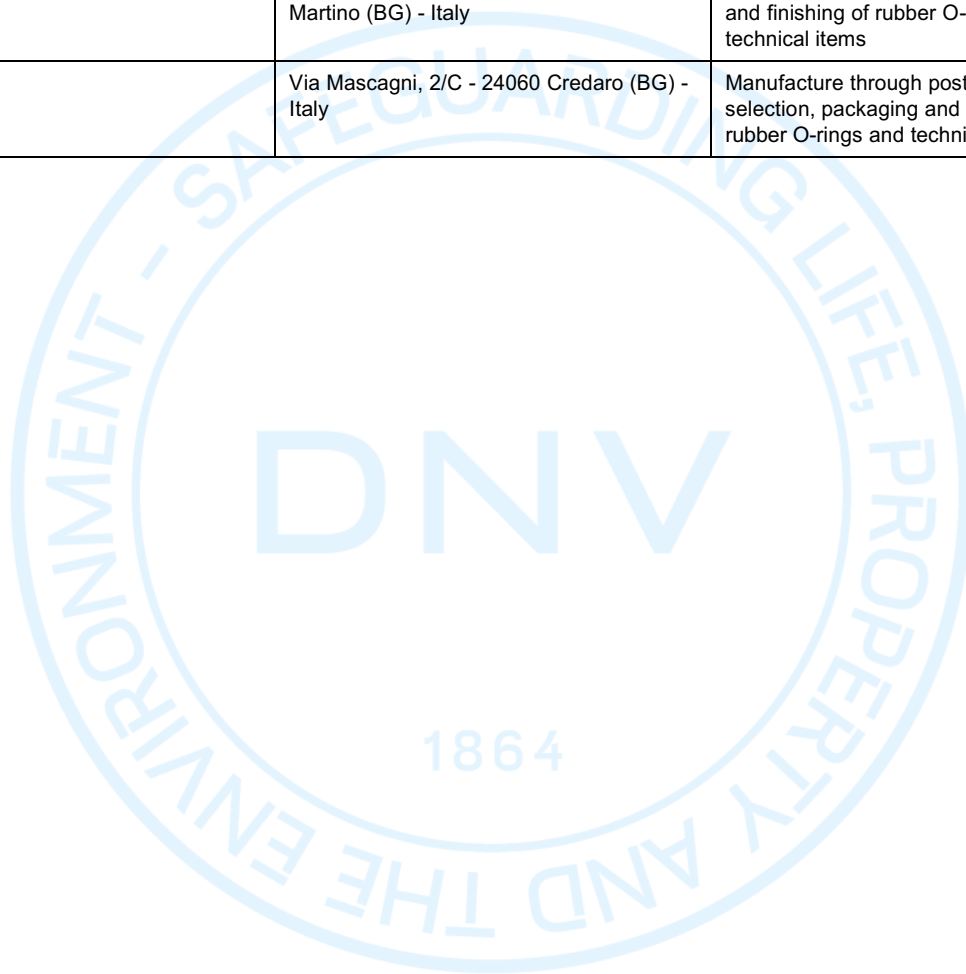 Martino (BG) - Italy
and finishing of rubber O-
technical items
Via Mascagni, 2/C - 24060 Credaro (BG) -
Italy
Manufacture through post
selection, packaging and
rubber O-rings and techni
SAFEGUARDING LIFE, PROPERTY AND THE ENVIRONMENT -
DNV
1864